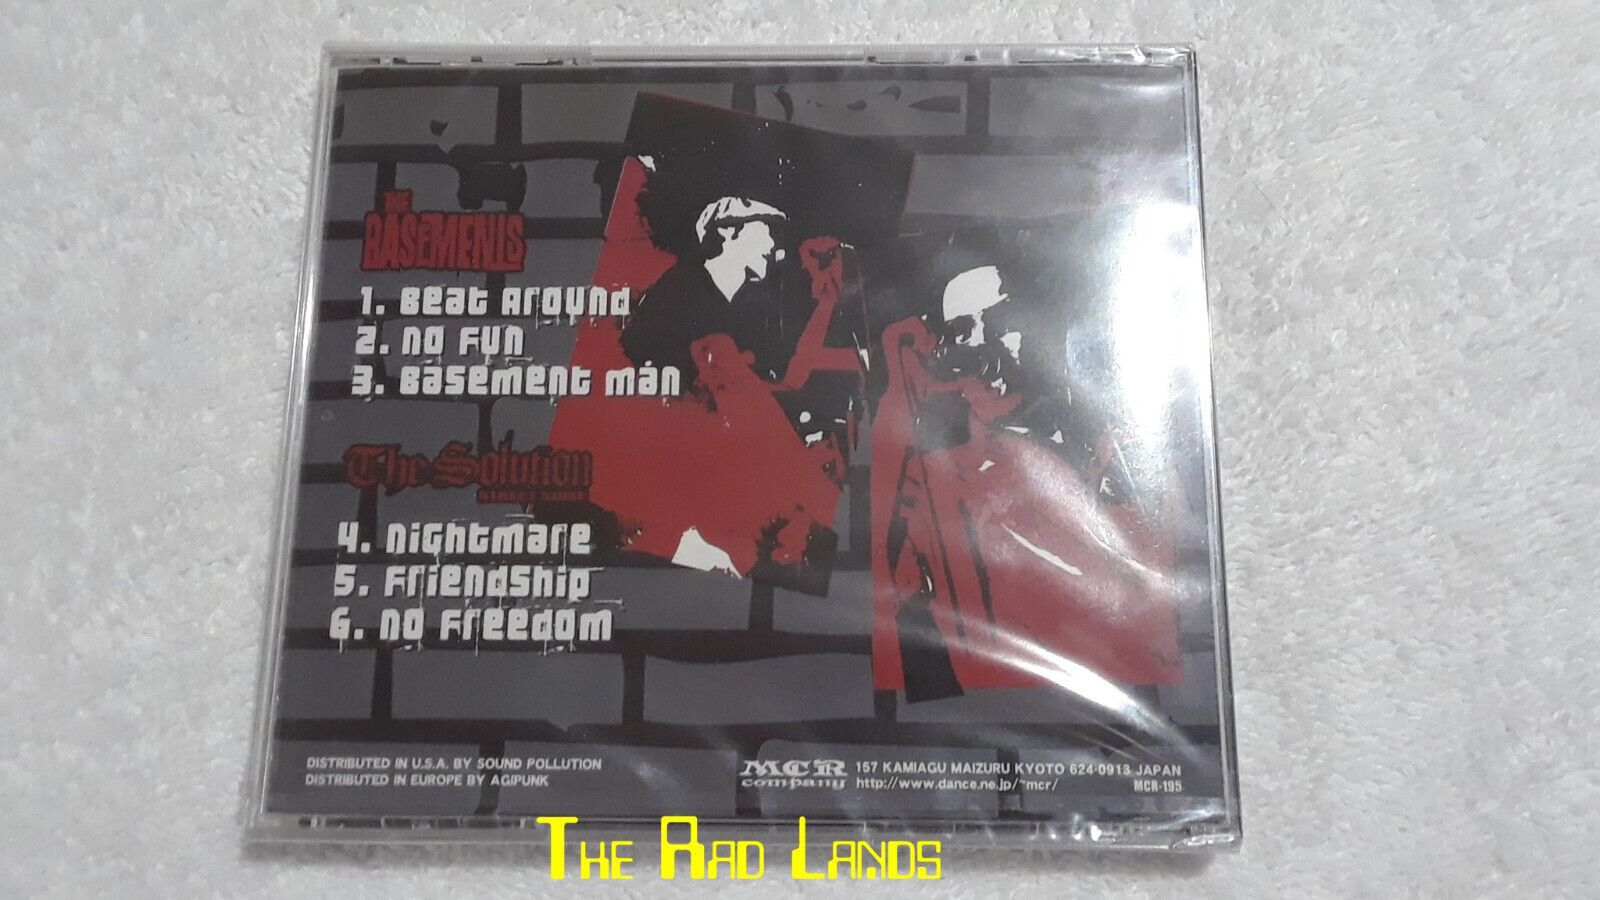 THE
BASEMENTS
1. Beat Around
2. No Fun
3. Basement Man
The Solution
STREET NOISE
4. Nightmare
5. Friendship
6. No Freedom
DISTRIBUTED IN U.S.A. BY SOUND POLLUTION
DISTRIBUTED IN EUROPE BY AGIPUNK
MCR company
157 KAMIAGU MAIZURU KYOTO 624-0913 JAPAN
http://www.dance.ne.jp/~mcr/
MCR-195
THE RAD LANDS